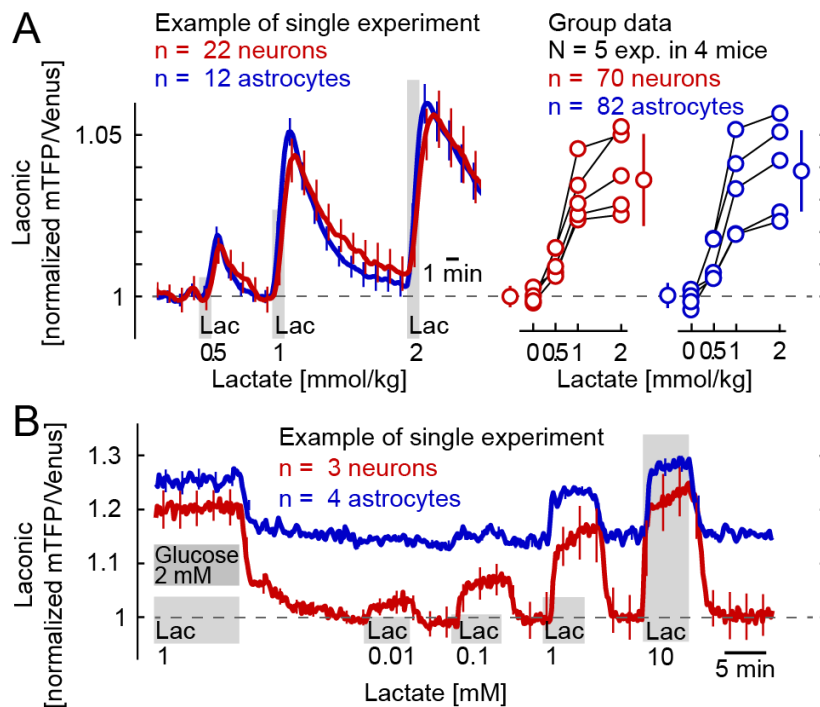 A
Example of single experiment
n = 22 neurons
n = 12 astrocytes
Group data
N = 5 exp. in 4 mice
n = 70 neurons
n = 82 astrocytes
Laconic
[normalized mTFP/Venus]
1.05
1
1 min
Lac
Lac
Lac
0.5
1
2
Lactate [mmol/kg]
0 0.5 1 2
Lactate [mmol/kg]
0 0.5 1 2
B
Example of single experiment
n = 3 neurons
n = 4 astrocytes
Laconic
[normalized mTFP/Venus]
1.3
1.2
1.1
1
Glucose
2 mM
Lac
1
Lac
0.01
Lac
0.1
Lac
1
Lac
10
5 min
Lactate [mM]